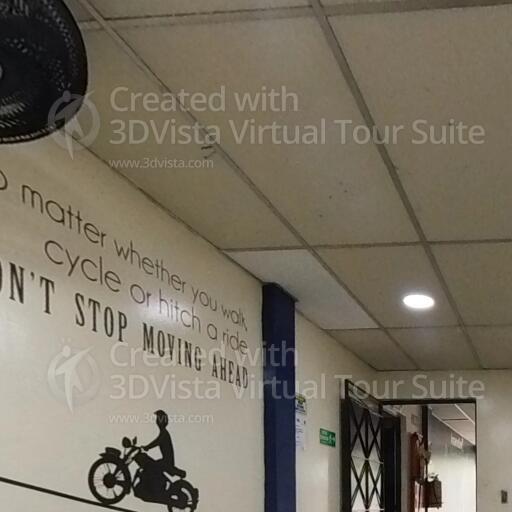 Created with
3DVista Virtual Tour Suite
www.3dvista.com
matter whether you walk
cycle or hitch a ride
ON'T STOP MOVING AHEAD
Created with
3DVista Virtual Tour Suite
www.3dvista.com